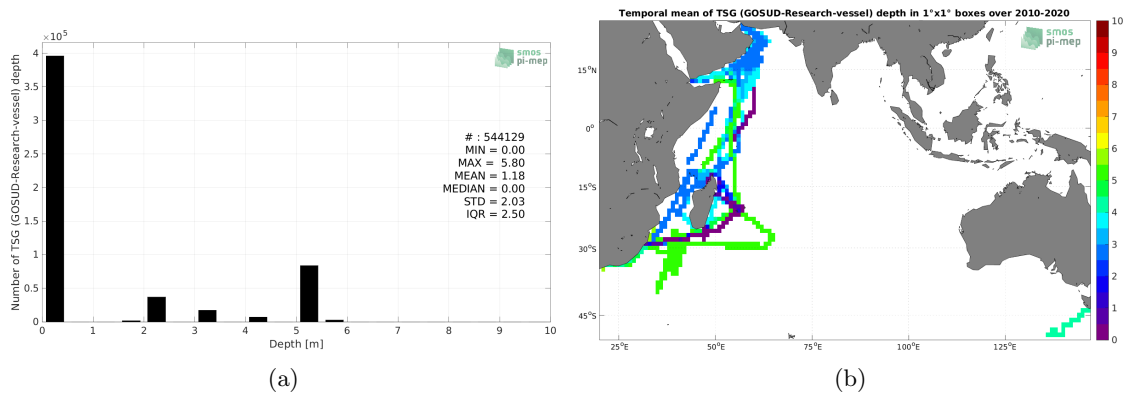 ×10⁵
4
3.5
3
2.5
2
1.5
1
0.5
0
Number of TSG (GOSUD-Research-vessel) depth
0 1 2 3 4 5 6 7 8 9 10
Depth [m]
smos
pi-mep
# : 544129
MIN = 0.00
MAX = 5.80
MEAN = 1.18
MEDIAN = 0.00
STD = 2.03
IQR = 2.50
(a)
Temporal mean of TSG (GOSUD-Research-vessel) depth in 1°x1° boxes over 2010-2020
smos
pi-mep
15°N
0°
15°S
30°S
45°S
25°E 50°E 75°E 100°E 125°E
10
9
8
7
6
5
4
3
2
1
0
(b)